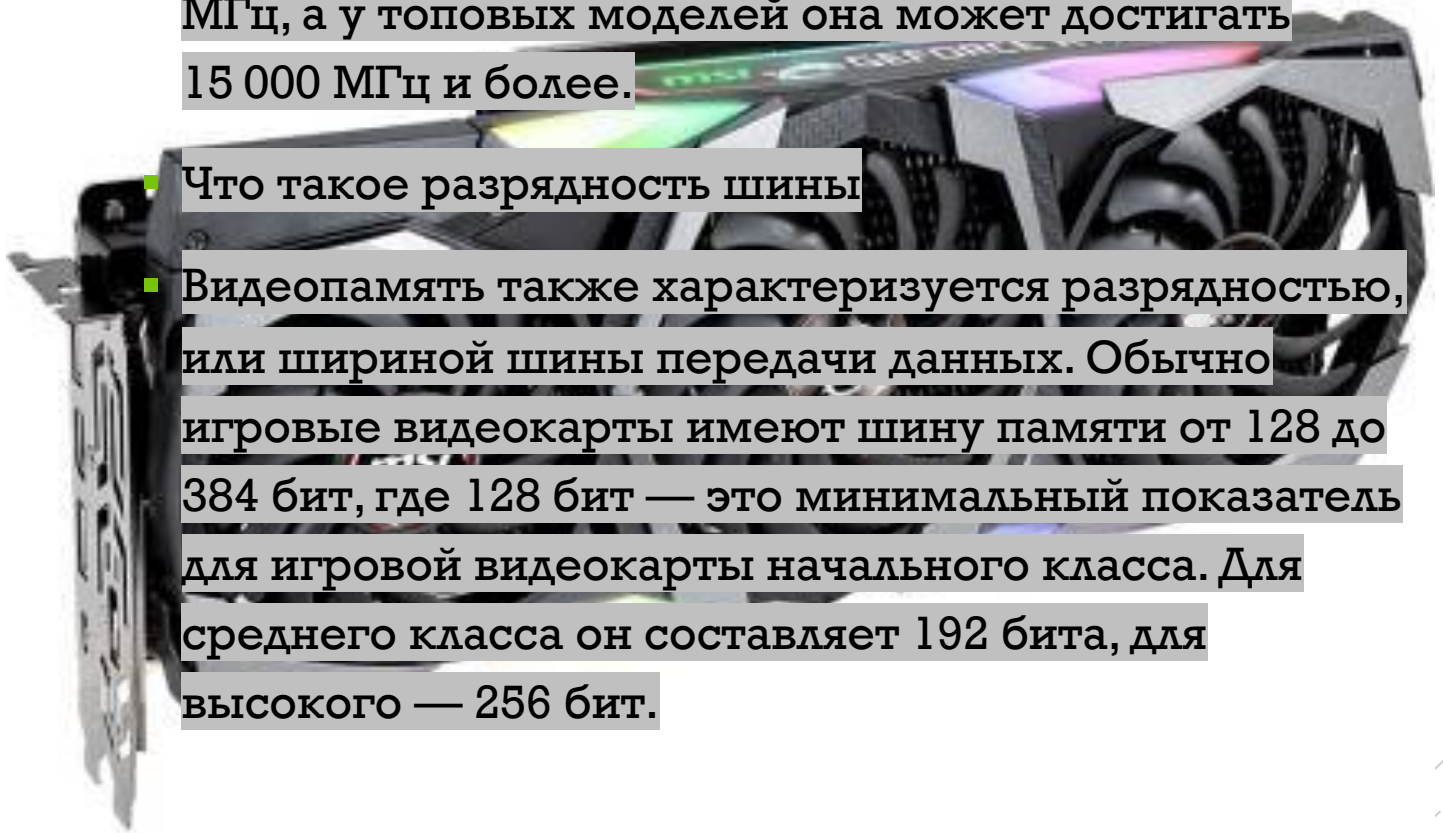 МГц, а у топовых моделей она может достигать
15 000 МГц и более.
msi GEFORCE
Что такое разрядность шины
Видеопамять также характеризуется разрядностью,
или шириной шины передачи данных. Обычно
игровые видеокарты имеют шину памяти от 128 до
384 бит, где 128 бит — это минимальный показатель
для игровой видеокарты начального класса. Для
среднего класса он составляет 192 бита, для
высокого — 256 бит.